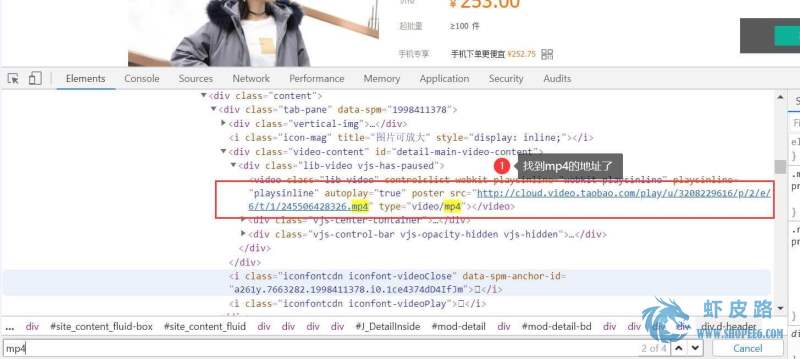 ¥253.00
起批量 ≥100 件
手机专享 手机下单更便宜 ¥252.75
Elements Console Sources Network Performance Memory Application Security Audits
▼<div class="content">
▼<div class="tab-pane" data-spm="1998411378">
▶<div class="vertical-img">…</div>
<i class="icon-mag" title="图片可放大" style="display: inline;"></i>
▼<div class="video-content" id="detail-main-video-content">
▼<div class="lib-video vjs-has-paused">
1 找到mp4的地址了
<video class="lib-video" controlslist webkit-playsinline="webkit-playsinline" playsinline=
"playsinline" autoplay="true" poster src="http://cloud.video.taobao.com/play/u/3208229616/p/2/e/
6/t/1/245506428326.mp4" type="video/mp4"></video>
▶<div class="vjs-center-container">…</div>
▶<div class="vjs-control-bar vjs-opacity-hidden vjs-hidden">…</div>
</div>
</div>
<i class="iconfontcdn iconfont-videoClose" data-spm-anchor-id=
"a261y.7663282.1998411378.i0.1ce4374dD4IfJm"></i>
<i class="iconfontcdn iconfont-videoPlay"></i>
... div #site_content_fluid-box #site_content_fluid div div div #J_DetailInside #mod-detail #mod-detail-bd div div.d-header
mp4 2 of 4 Cancel
虾皮路
WWW.SHOPEE6.COM